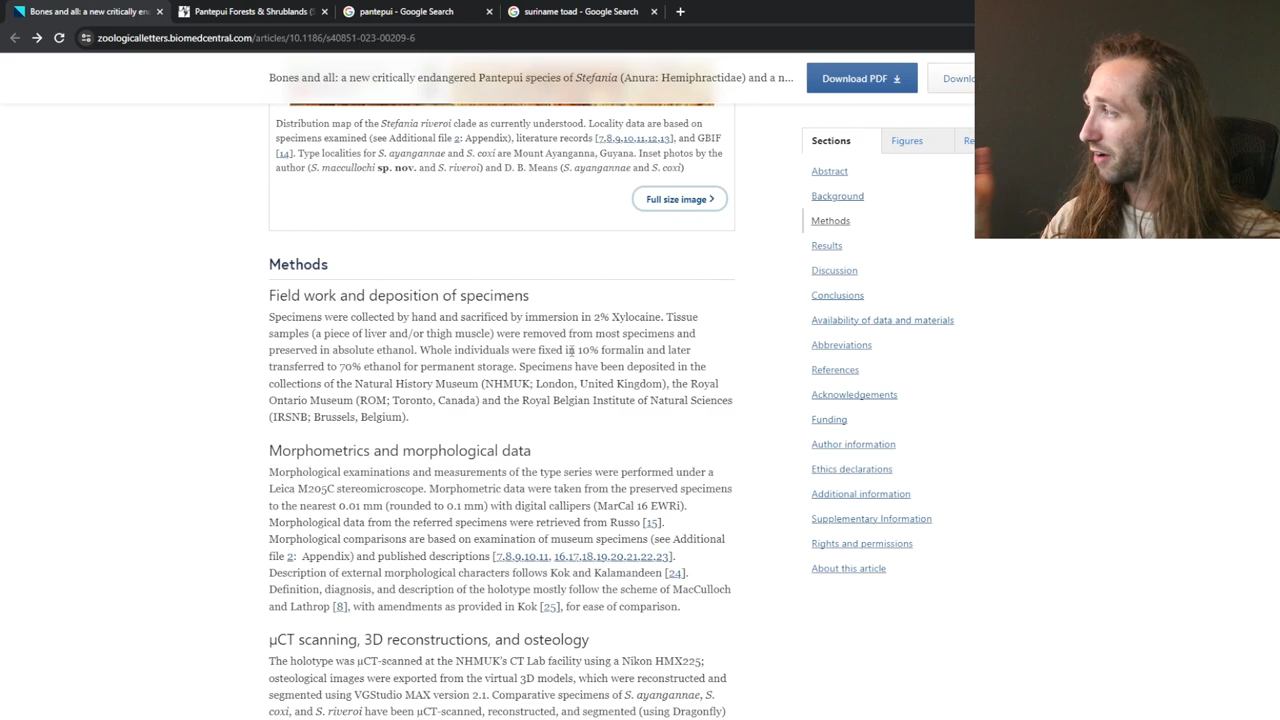 Bones and all: a new critically en
Pantepui Forests & Shrublands (
pantepui - Google Search
suriname toad - Google Search
zoologicalletters.biomedcentral.com/articles/10.1186/s40851-023-00209-6
Bones and all: a new critically endangered Pantepui species of Stefania (Anura: Hemiphractidae) and a n...
Download PDF
Downlo
Distribution map of the Stefania riveroi clade as currently understood. Locality data are based on
specimens examined (see Additional file 2: Appendix), literature records [7,8,9,10,11,12,13], and GBIF
[14]. Type localities for S. ayangannae and S. coxi are Mount Ayanganna, Guyana. Inset photos by the
author (S. maccullochi sp. nov. and S. riveroi) and D. B. Means (S. ayangannae and S. coxi)
Full size image
Methods
Field work and deposition of specimens
Specimens were collected by hand and sacrificed by immersion in 2% Xylocaine. Tissue
samples (a piece of liver and/or thigh muscle) were removed from most specimens and
preserved in absolute ethanol. Whole individuals were fixed in 10% formalin and later
transferred to 70% ethanol for permanent storage. Specimens have been deposited in the
collections of the Natural History Museum (NHMUK; London, United Kingdom), the Royal
Ontario Museum (ROM; Toronto, Canada) and the Royal Belgian Institute of Natural Sciences
(IRSNB; Brussels, Belgium).
Morphometrics and morphological data
Morphological examinations and measurements of the type series were performed under a
Leica M205C stereomicroscope. Morphometric data were taken from the preserved specimens
to the nearest 0.01 mm (rounded to 0.1 mm) with digital callipers (MarCal 16 EWRi).
Morphological data from the referred specimens were retrieved from Russo [15].
Morphological comparisons are based on examination of museum specimens (see Additional
file 2: Appendix) and published descriptions [7,8,9,10,11, 16,17,18,19,20,21,22,23].
Description of external morphological characters follows Kok and Kalamandeen [24].
Definition, diagnosis, and description of the holotype mostly follow the scheme of MacCulloch
and Lathrop [8], with amendments as provided in Kok [25], for ease of comparison.
µCT scanning, 3D reconstructions, and osteology
The holotype was µCT-scanned at the NHMUK's CT Lab facility using a Nikon HMX225;
osteological images were exported from the virtual 3D models, which were reconstructed and
segmented using VGStudio MAX version 2.1. Comparative specimens of S. ayangannae, S.
coxi, and S. riveroi have been µCT-scanned, reconstructed, and segmented (using Dragonfly)
Sections
Figures
Re
Abstract
Background
Methods
Results
Discussion
Conclusions
Availability of data and materials
Abbreviations
References
Acknowledgements
Funding
Author information
Ethics declarations
Additional information
Supplementary Information
Rights and permissions
About this article